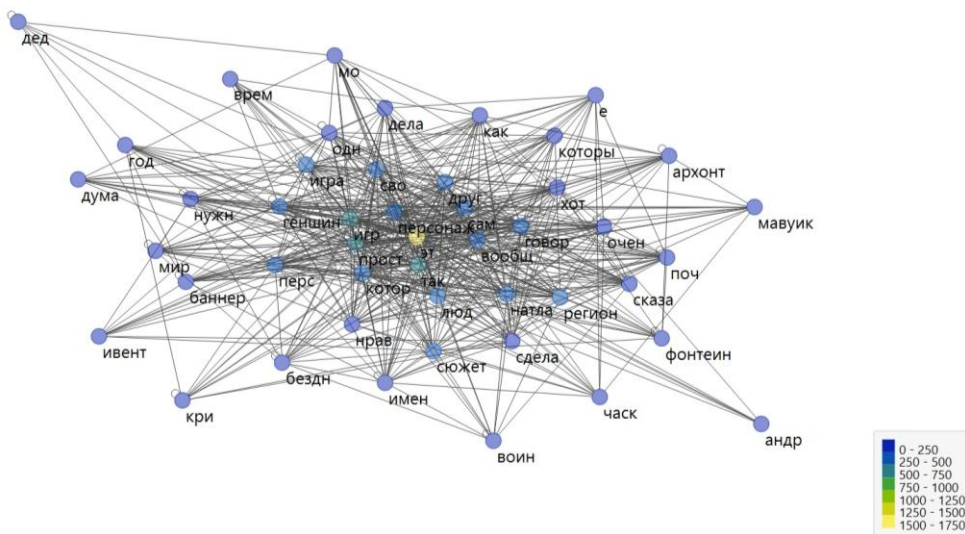 дед
мо
врем
е
дела
как
одн
которы
год
архонт
игра
сво
друг
хот
дума
нужн
геншин
персонаж
сам
мавуик
игр
говор
очен
эт
вообщ
прост
мир
поч
так
перс
котор
баннер
сказа
люд
натла
регион
нрав
ивент
фонтеин
сдела
сюжет
бездн
имен
кри
часк
андр
воин
0 - 250
250 - 500
500 - 750
750 - 1000
1000 - 1250
1250 - 1500
1500 - 1750